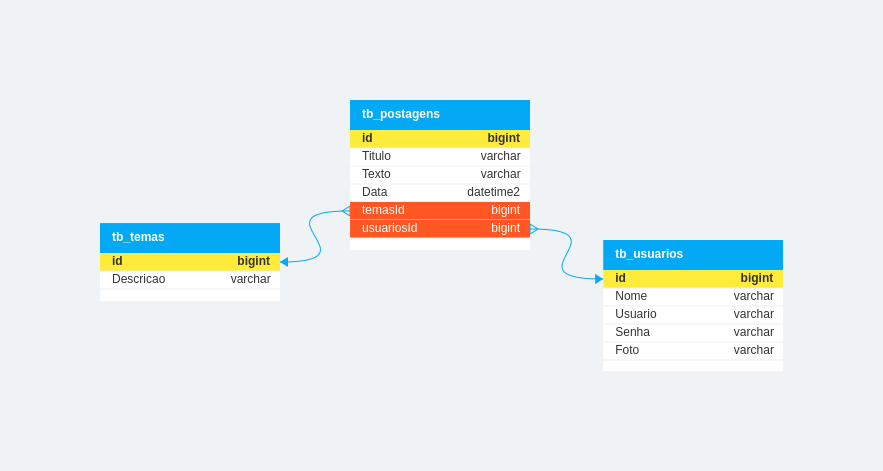 tb_postagens
id bigint
Titulo varchar
Texto varchar
Data datetime2
temasId bigint
usuariosId bigint
tb_temas
id bigint
Descricao varchar
tb_usuarios
id bigint
Nome varchar
Usuario varchar
Senha varchar
Foto varchar